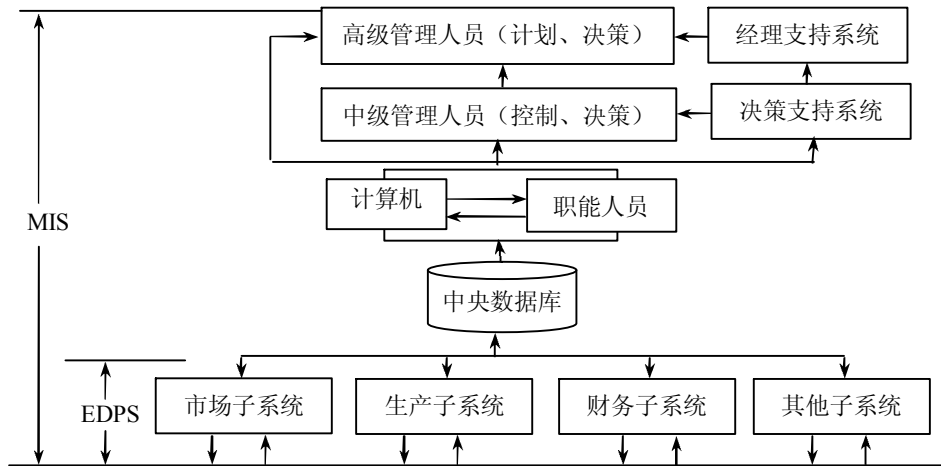 高级管理人员（计划、决策）
经理支持系统
中级管理人员（控制、决策）
决策支持系统
计算机
职能人员
MIS
中央数据库
EDPS
市场子系统
生产子系统
财务子系统
其他子系统